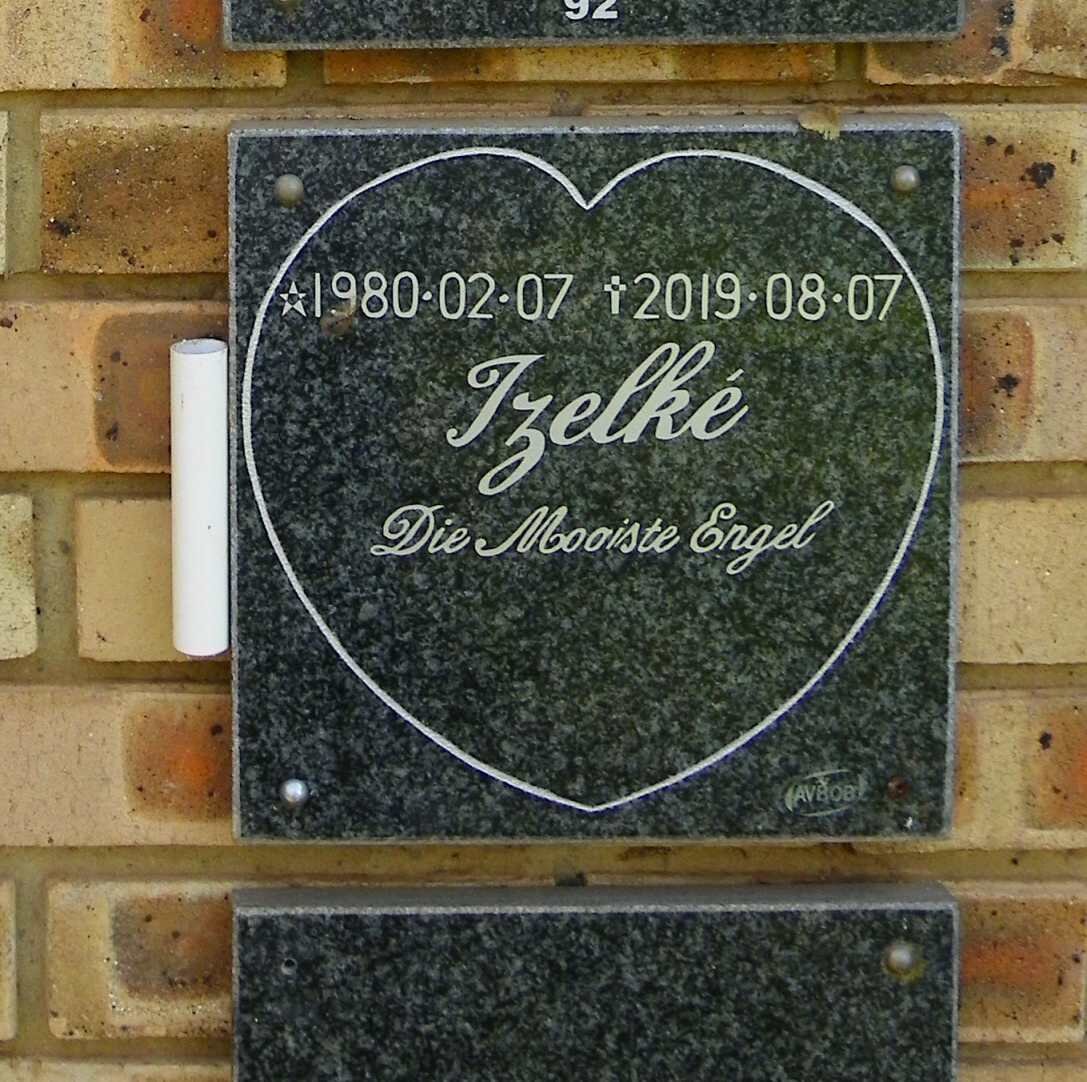 92
☆1980·02·07 †2019·08·07
Izelké
Die Mooiste Engel
AVBOB